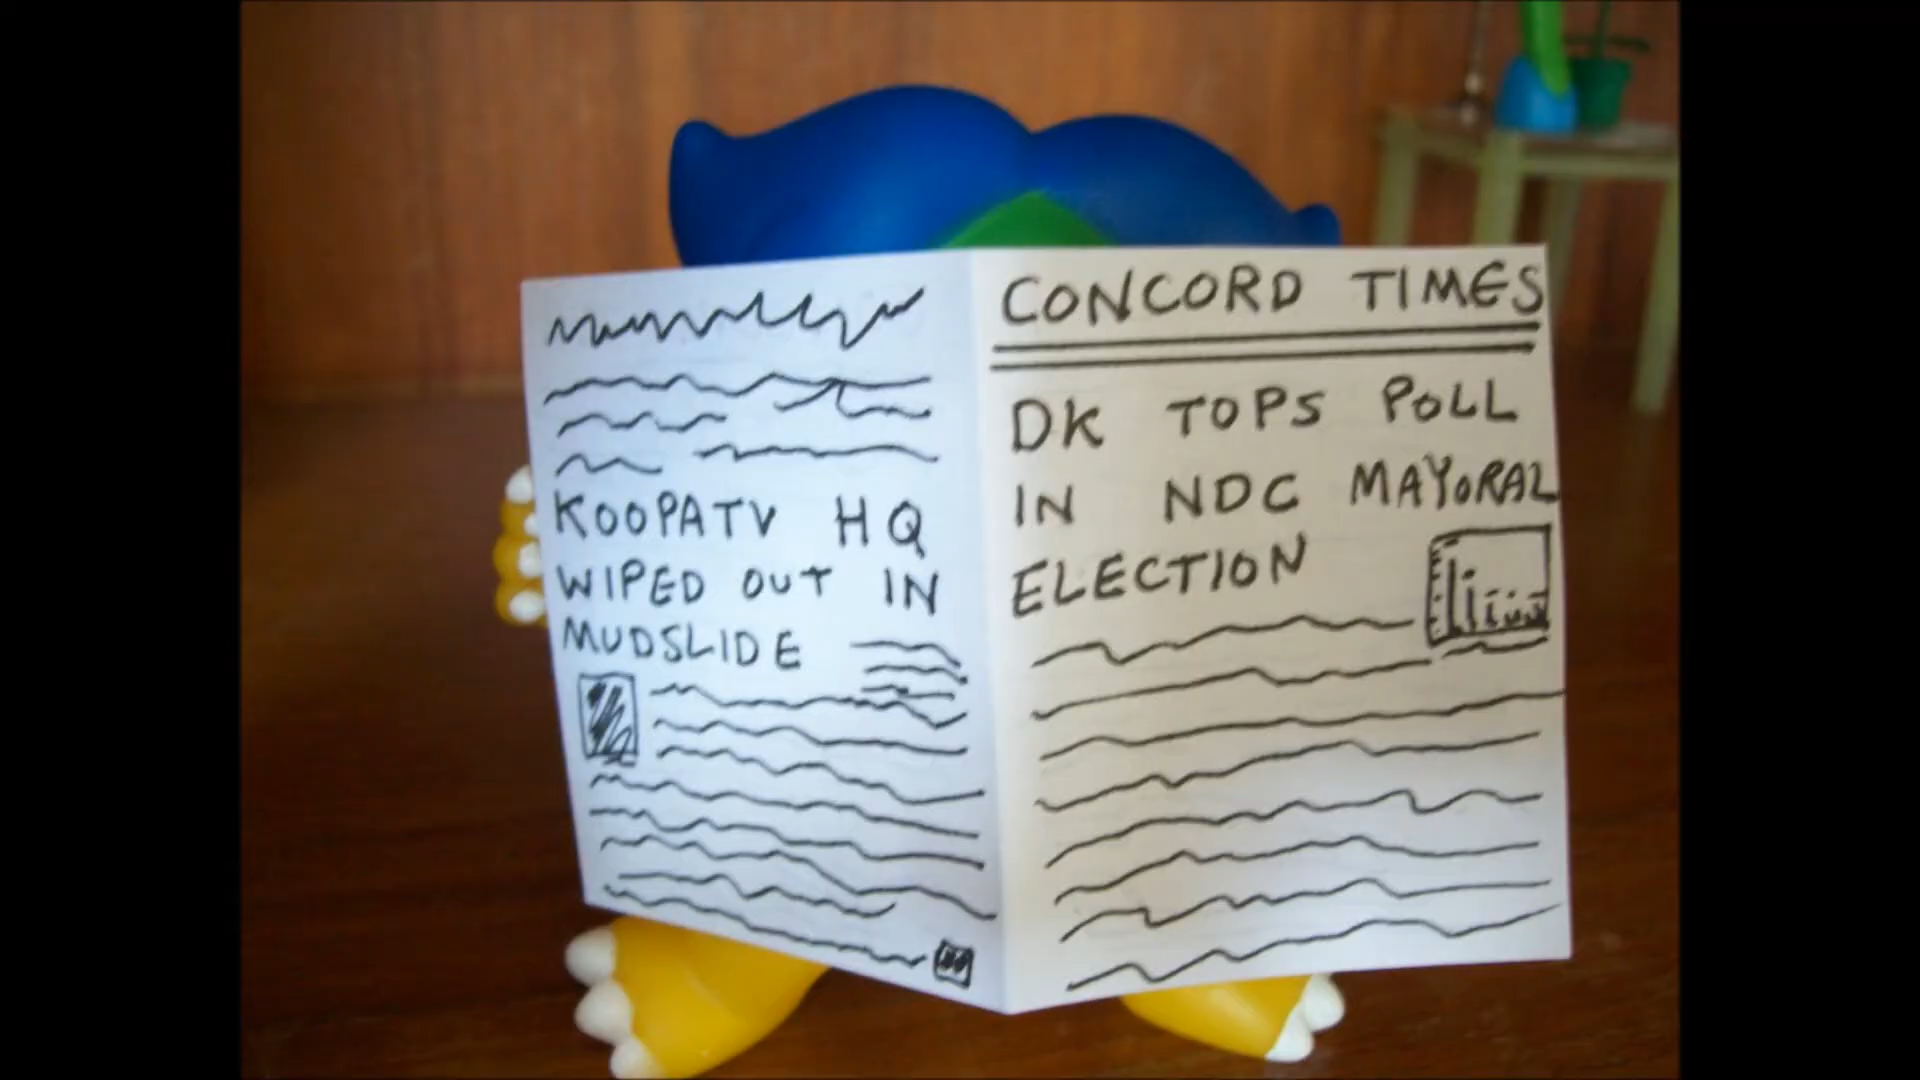 KOOPATV HQ
WIPED OUT IN
MUDSLIDE
CONCORD TIMES
DK TOPS POLL
IN NDC MAYORAL
ELECTION